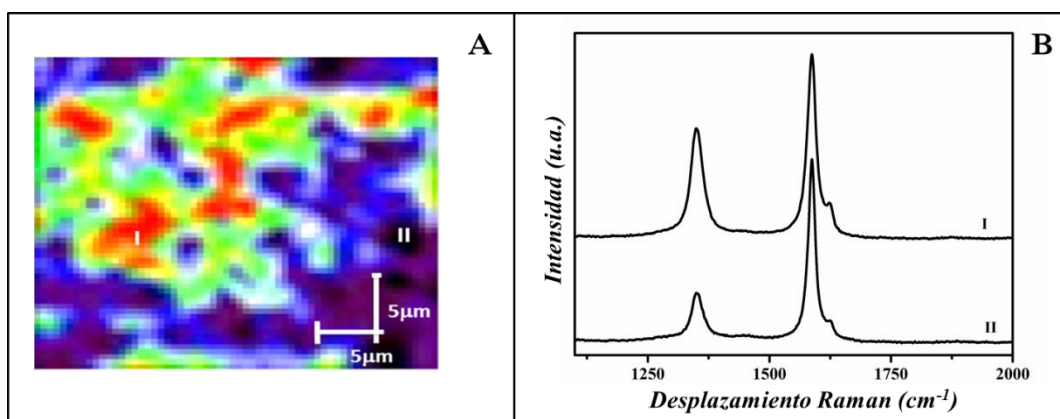 A
I
II
5μm
5μm
B
Intensidad (u.a.)
I
II
1250 1500 1750 2000
Desplazamiento Raman (cm⁻¹)